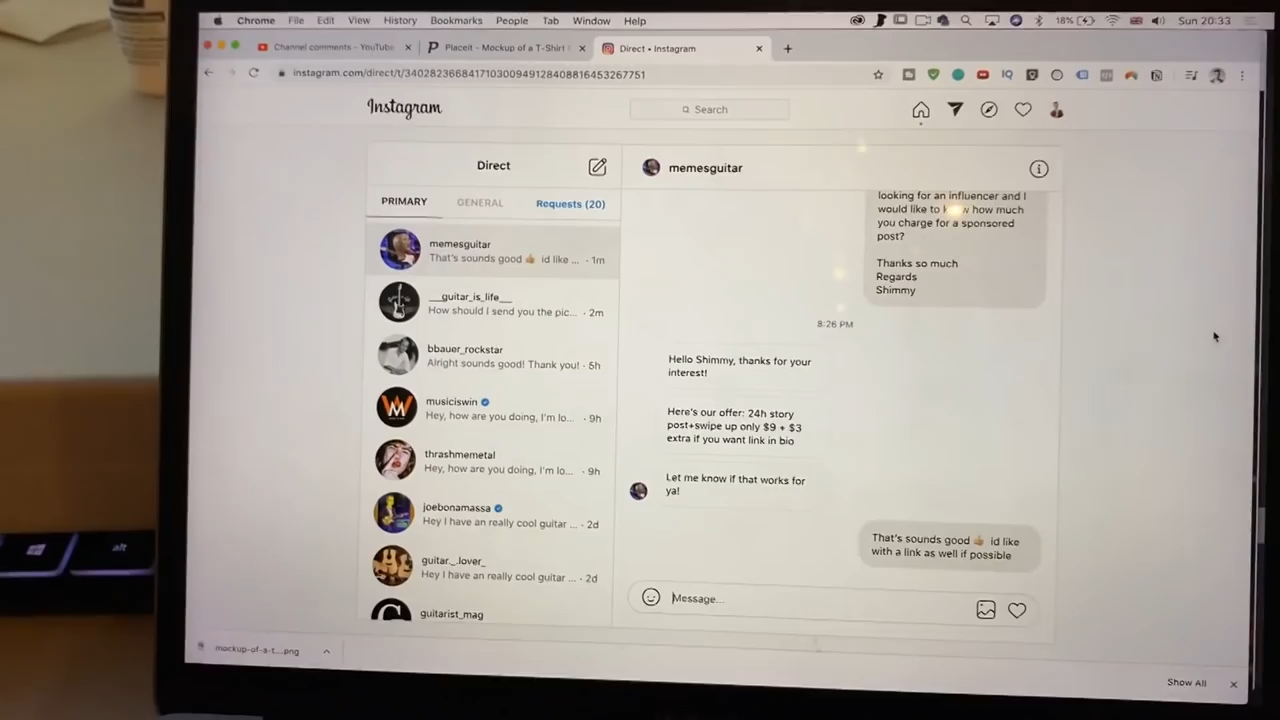 Chrome File Edit View History Bookmarks People Tab Window Help 18% Sun 20:33
Channel comments - YouTube
Placeit - Mockup of a T-Shirt
Direct • Instagram
instagram.com/direct/t/340282366841710300949128408816453267751
Instagram
Search
Direct
PRIMARY GENERAL Requests (20)
memesguitar
That's sounds good 👍 id like ... · 1m
__guitar_is_life__
How should I send you the pic... · 2m
bbauer_rockstar
Alright sounds good! Thank you! · 5h
musiciswin
Hey, how are you doing, I'm lo... · 9h
thrashmemetal
Hey, how are you doing, I'm lo... · 9h
joebonamassa
Hey I have an really cool guitar ... · 2d
guitar._.lover_
Hey I have an really cool guitar ... · 2d
guitarist_mag
memesguitar
looking for an influencer and I
would like to know how much
you charge for a sponsored
post?
Thanks so much
Regards
Shimmy
8:26 PM
Hello Shimmy, thanks for your
interest!
Here's our offer: 24h story
post+swipe up only $9 + $3
extra if you want link in bio
Let me know if that works for
ya!
That's sounds good 👍 id like
with a link as well if possible
Message...
mockup-of-a-t....png
Show All
alt